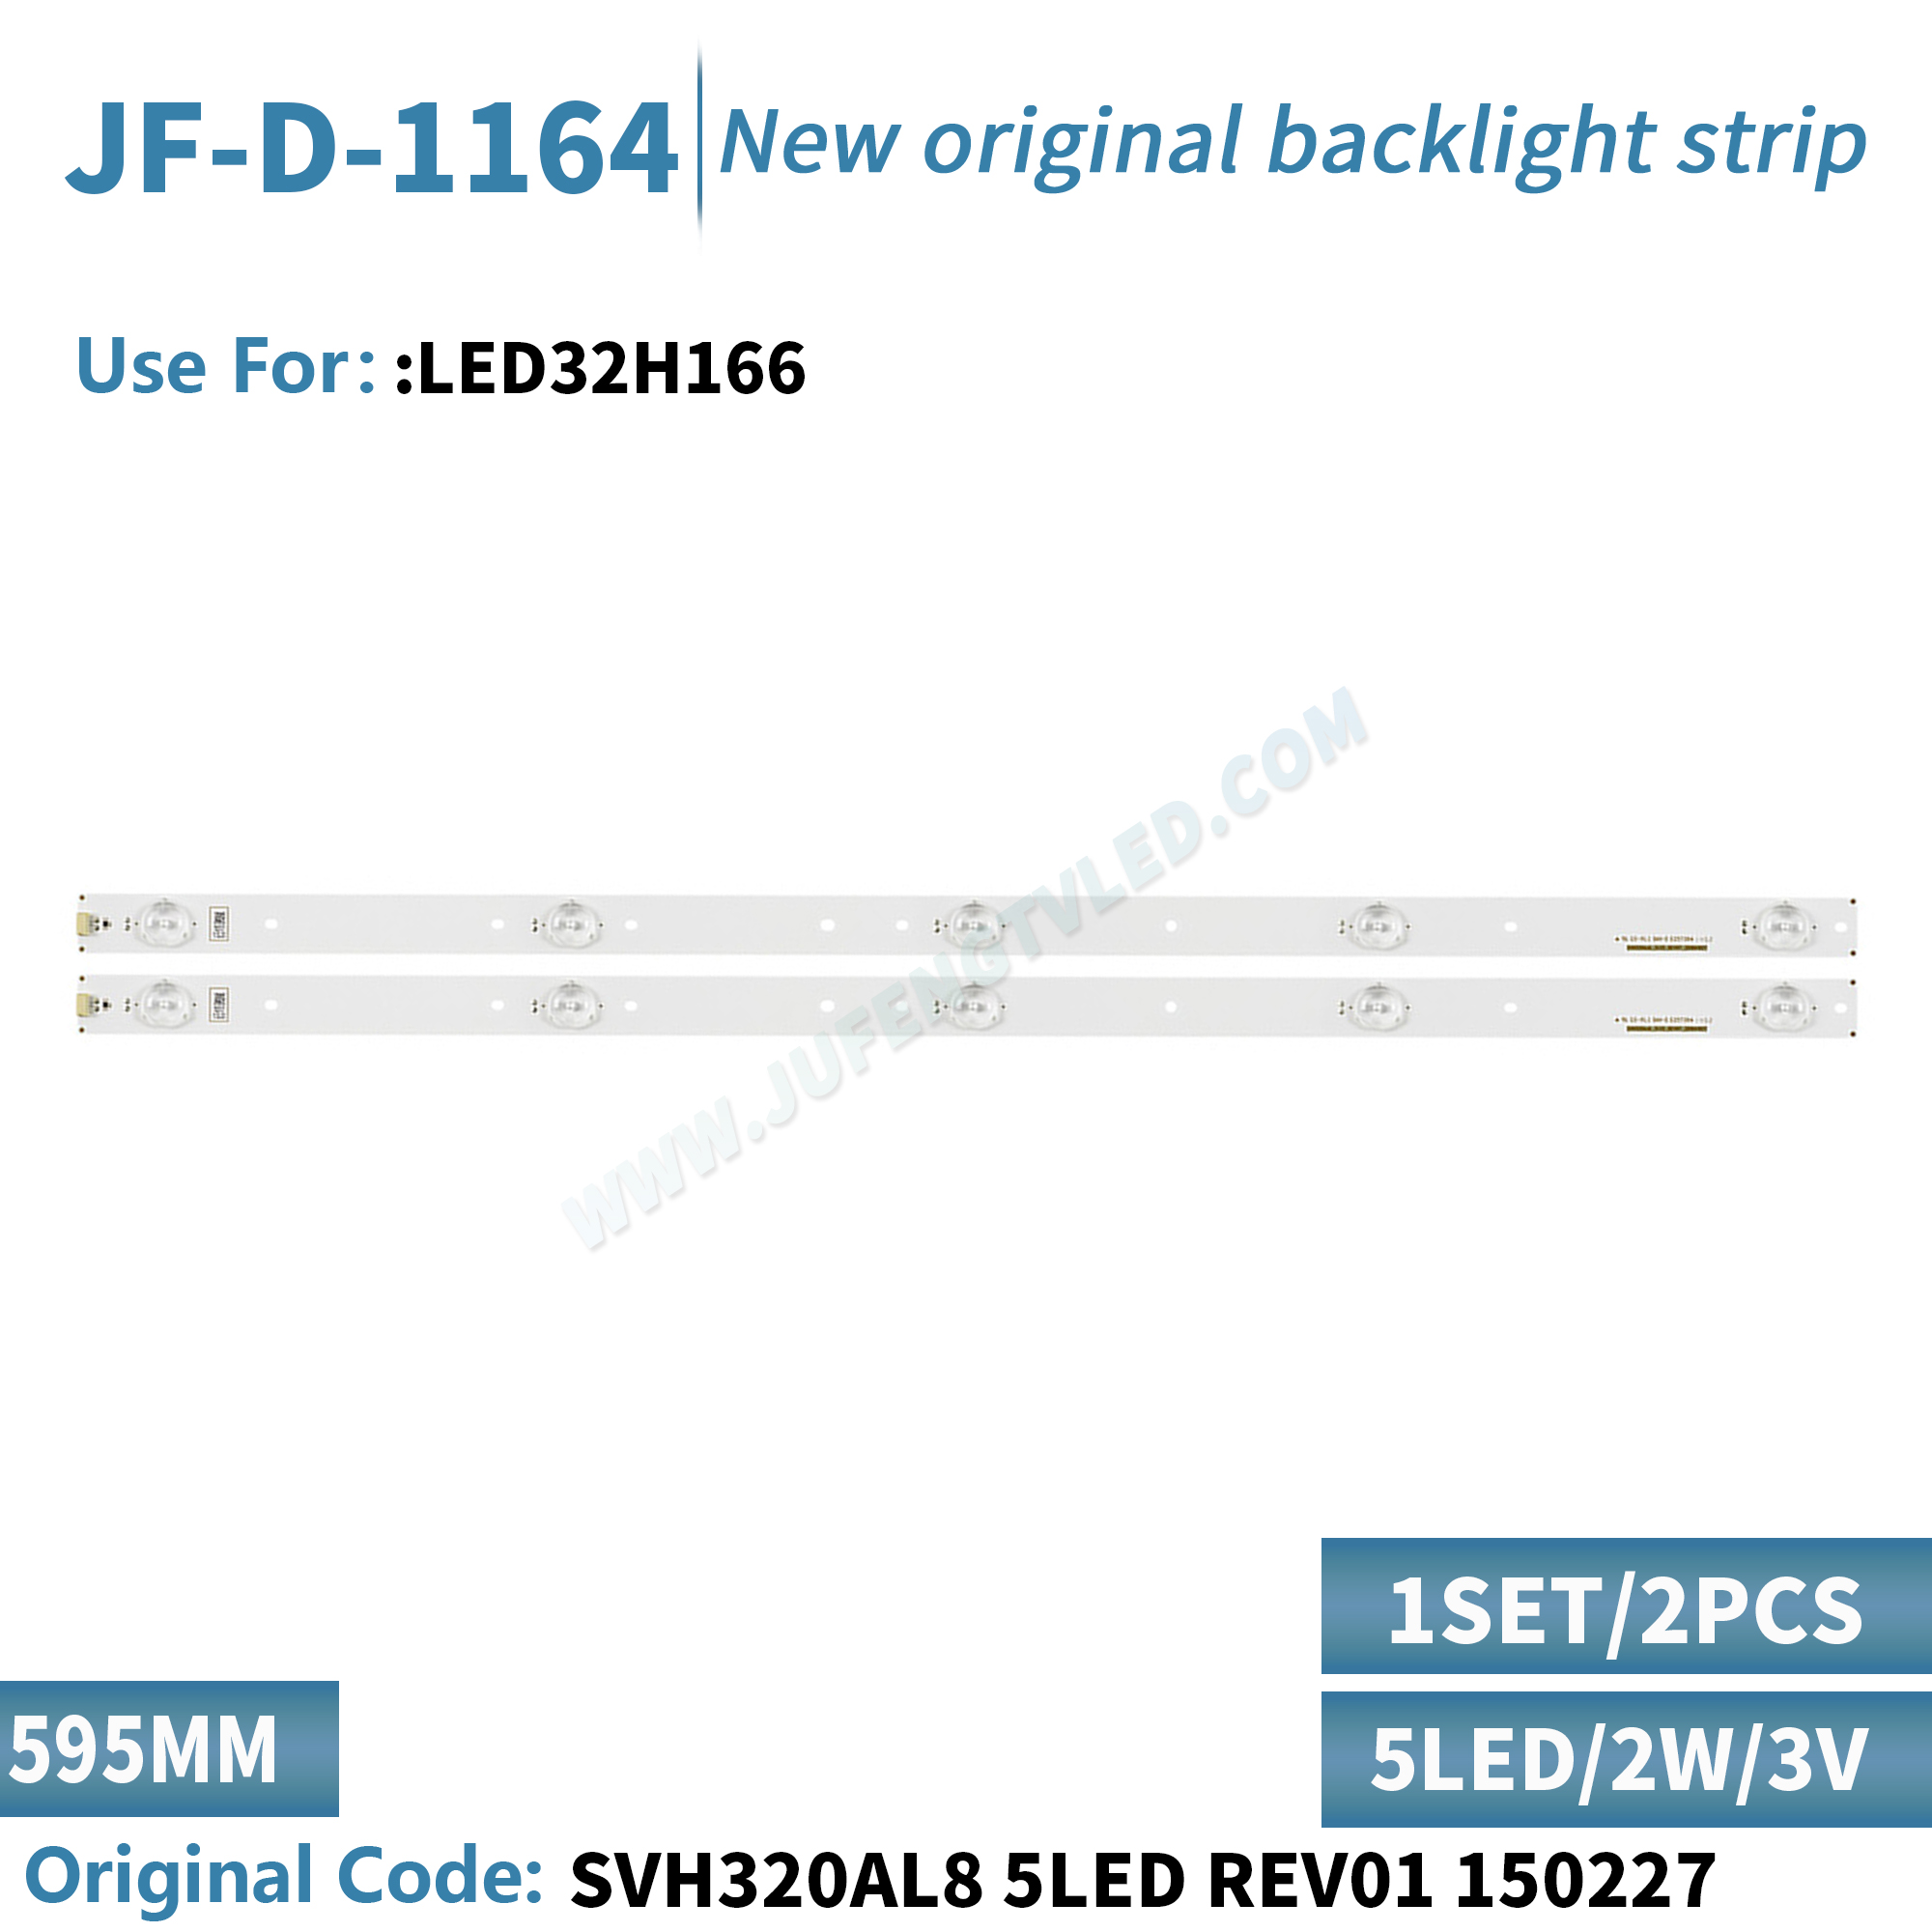 JF-D-1164
New original backlight strip
Use For: :LED32H166
WWW.JUFENGTVLED.COM
1SET/2PCS
595MM
5LED/2W/3V
Original Code: SVH320AL8 5LED REV01 150227